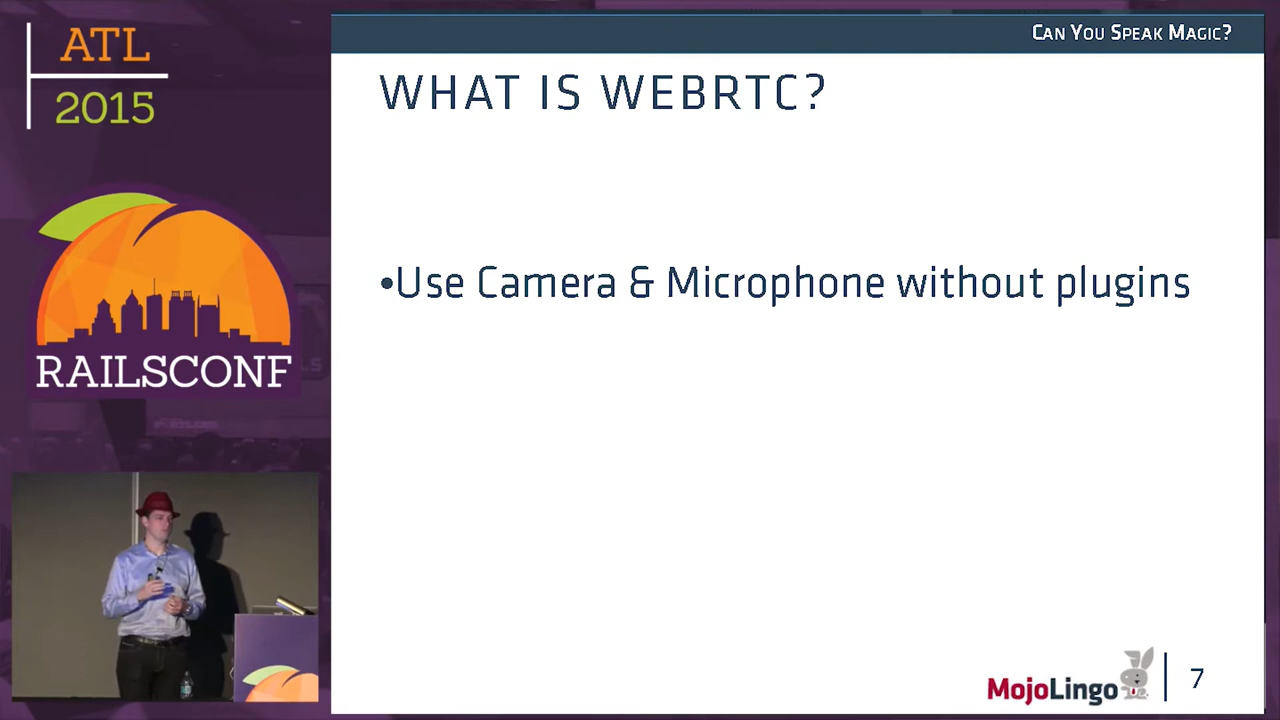 ATL
2015
RAILSCONF
CAN YOU SPEAK MAGIC?
WHAT IS WEBRTC?
•Use Camera & Microphone without plugins
MojoLingo
7